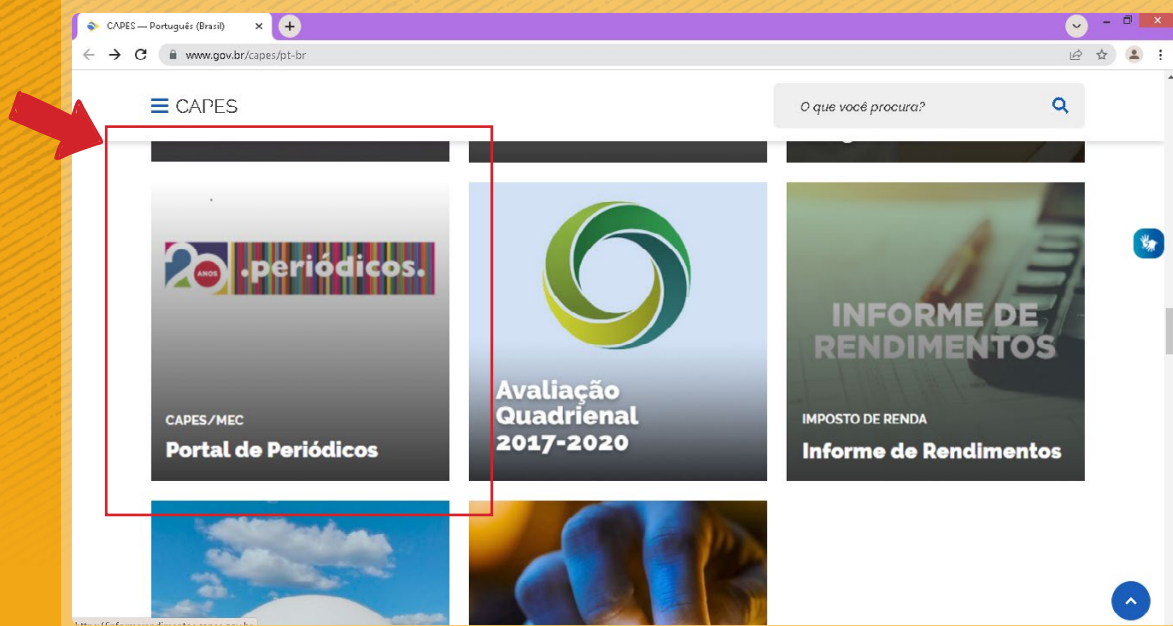 CAPES — Português (Brasil)
www.gov.br/capes/pt-br
CAPES
O que você procura?
20 ANOS .periódicos.
CAPES/MEC
Portal de Periódicos
Avaliação
Quadrienal
2017-2020
INFORME DE
RENDIMENTOS
IMPOSTO DE RENDA
Informe de Rendimentos